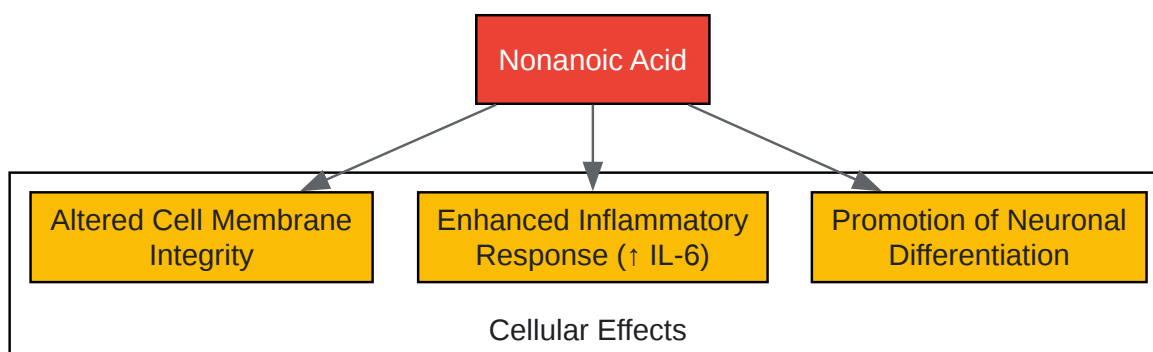 Nonanoic Acid
Altered Cell Membrane
Integrity
Enhanced Inflammatory
Response (↑ IL-6)
Promotion of Neuronal
Differentiation
Cellular Effects